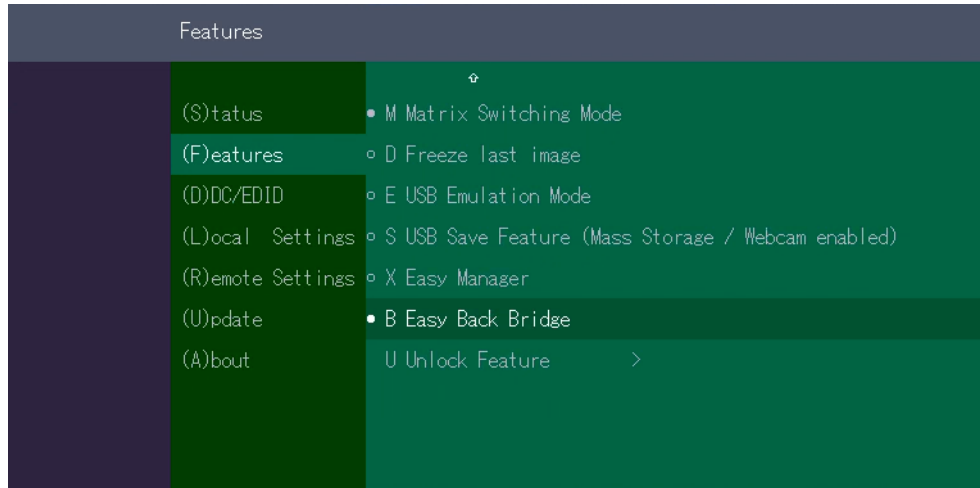 Features
(S)tatus
● M Matrix Switching Mode
(F)eatures
○ D Freeze last image
(D)DC/EDID
○ E USB Emulation Mode
(L)ocal Settings
○ S USB Save Feature (Mass Storage / Webcam enabled)
(R)emote Settings
○ X Easy Manager
(U)pdate
● B Easy Back Bridge
(A)bout
U Unlock Feature >